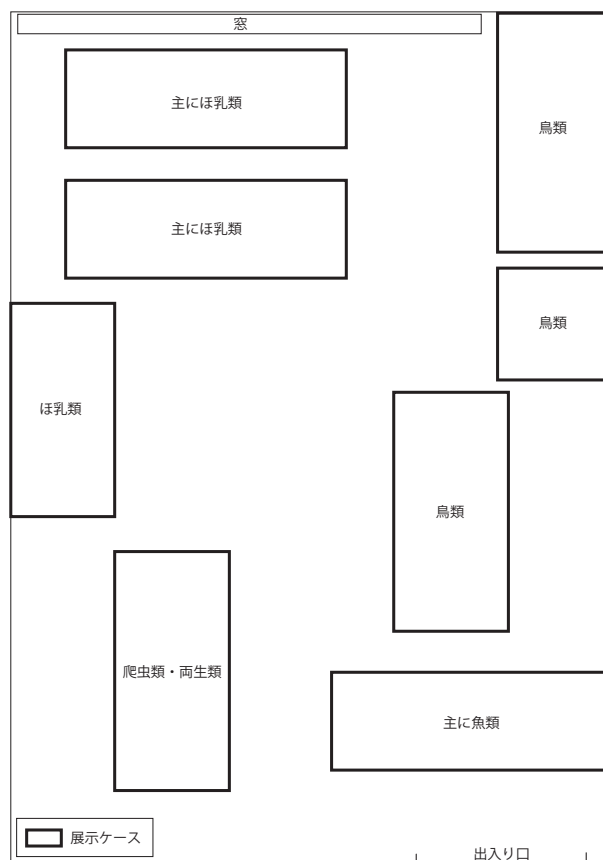 窓
主にほ乳類
鳥類
主にほ乳類
鳥類
ほ乳類
鳥類
爬虫類・両生類
主に魚類
展示ケース
出入り口